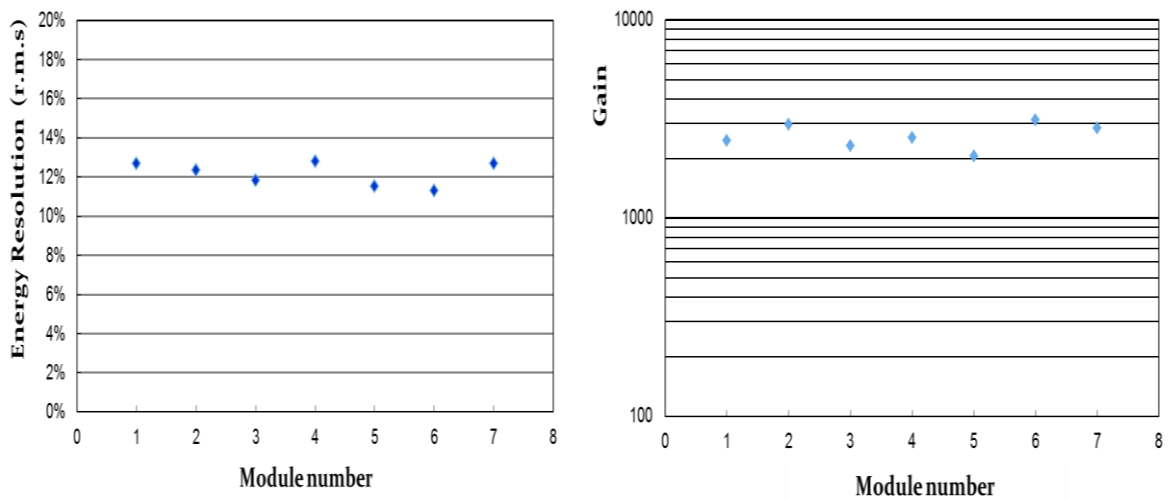 Energy Resolution (r.m.s)
20%
18%
16%
14%
12%
10%
8%
6%
4%
2%
0%
0 1 2 3 4 5 6 7 8
Module number
Gain
10000
1000
100
0 1 2 3 4 5 6 7 8
Module number